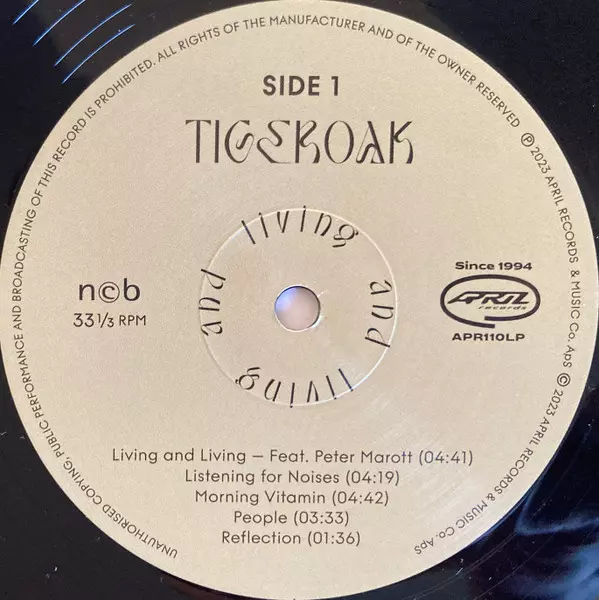 UNAUTHORISED COPYING, PUBLIC PERFORMANCE AND BROADCASTING OF THIS RECORD IS PROHIBITED. ALL RIGHTS OF THE MANUFACTURER AND OF THE OWNER RESERVED ℗ 2023 APRIL RECORDS & MUSIC Co. ApS © 2023 APRIL RECORDS & MUSIC Co. ApS
SIDE 1
TIGEROAK
living and living and
n©b
33 1/3 RPM
Since 1994
APRIL
records
APR110LP
Living and Living – Feat. Peter Marott (04:41)
Listening for Noises (04:19)
Morning Vitamin (04:42)
People (03:33)
Reflection (01:36)